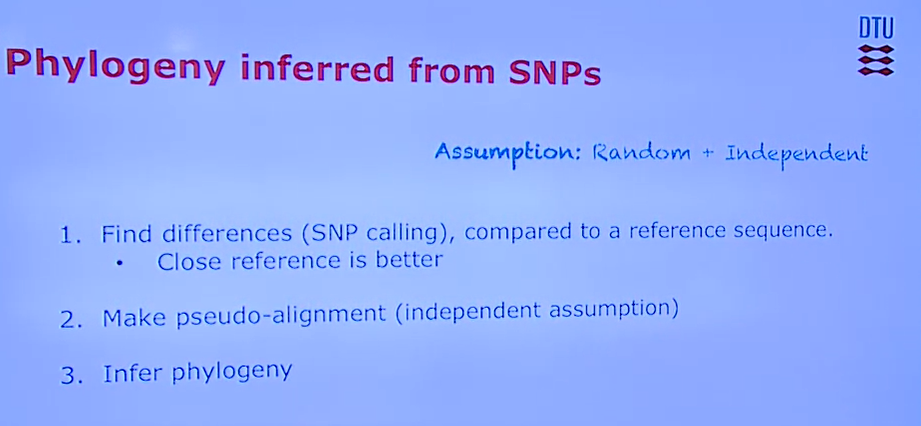 DTU
Phylogeny inferred from SNPs
Assumption: Random + Independent
1. Find differences (SNP calling), compared to a reference sequence.
• Close reference is better
2. Make pseudo-alignment (independent assumption)
3. Infer phylogeny